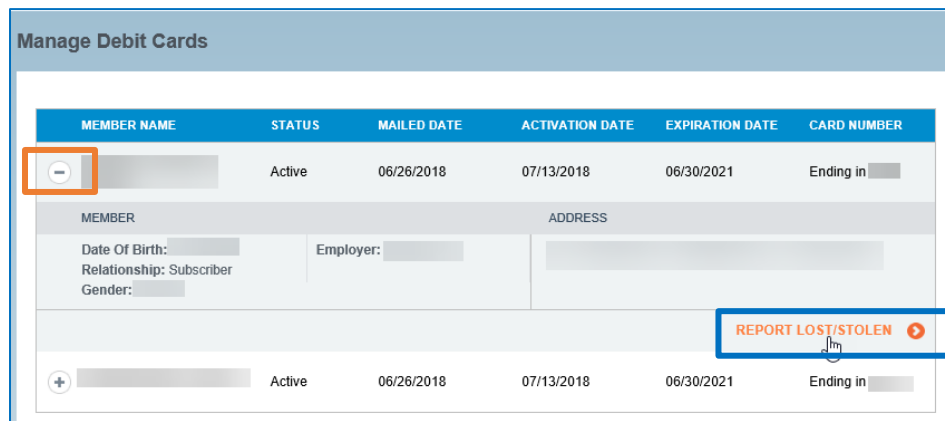 Manage Debit Cards
MEMBER NAME STATUS MAILED DATE ACTIVATION DATE EXPIRATION DATE CARD NUMBER
Active 06/26/2018 07/13/2018 06/30/2021 Ending in
MEMBER ADDRESS
Date Of Birth: Employer:
Relationship: Subscriber
Gender:
REPORT LOST/STOLEN
Active 06/26/2018 07/13/2018 06/30/2021 Ending in